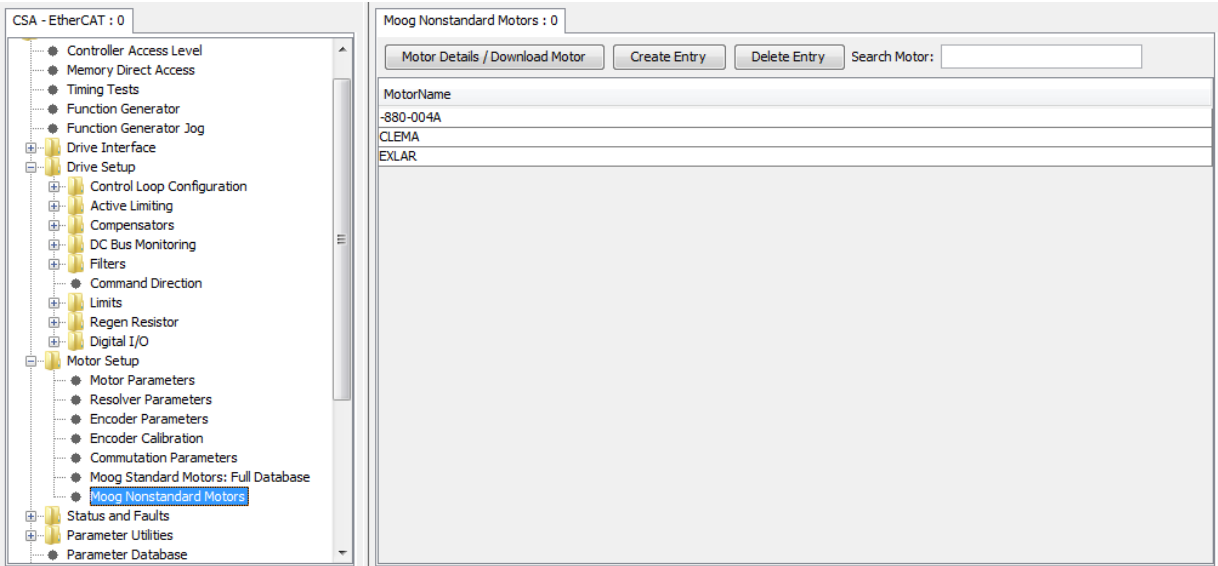 CSA - EtherCAT : 0
Controller Access Level
Memory Direct Access
Timing Tests
Function Generator
Function Generator Jog
Drive Interface
Drive Setup
Control Loop Configuration
Active Limiting
Compensators
DC Bus Monitoring
Filters
Command Direction
Limits
Regen Resistor
Digital I/O
Motor Setup
Motor Parameters
Resolver Parameters
Encoder Parameters
Encoder Calibration
Commutation Parameters
Moog Standard Motors: Full Database
Moog Nonstandard Motors
Status and Faults
Parameter Utilities
Parameter Database
Moog Nonstandard Motors : 0
Motor Details / Download Motor Create Entry Delete Entry Search Motor:
MotorName
-880-004A
CLEMA
EXLAR